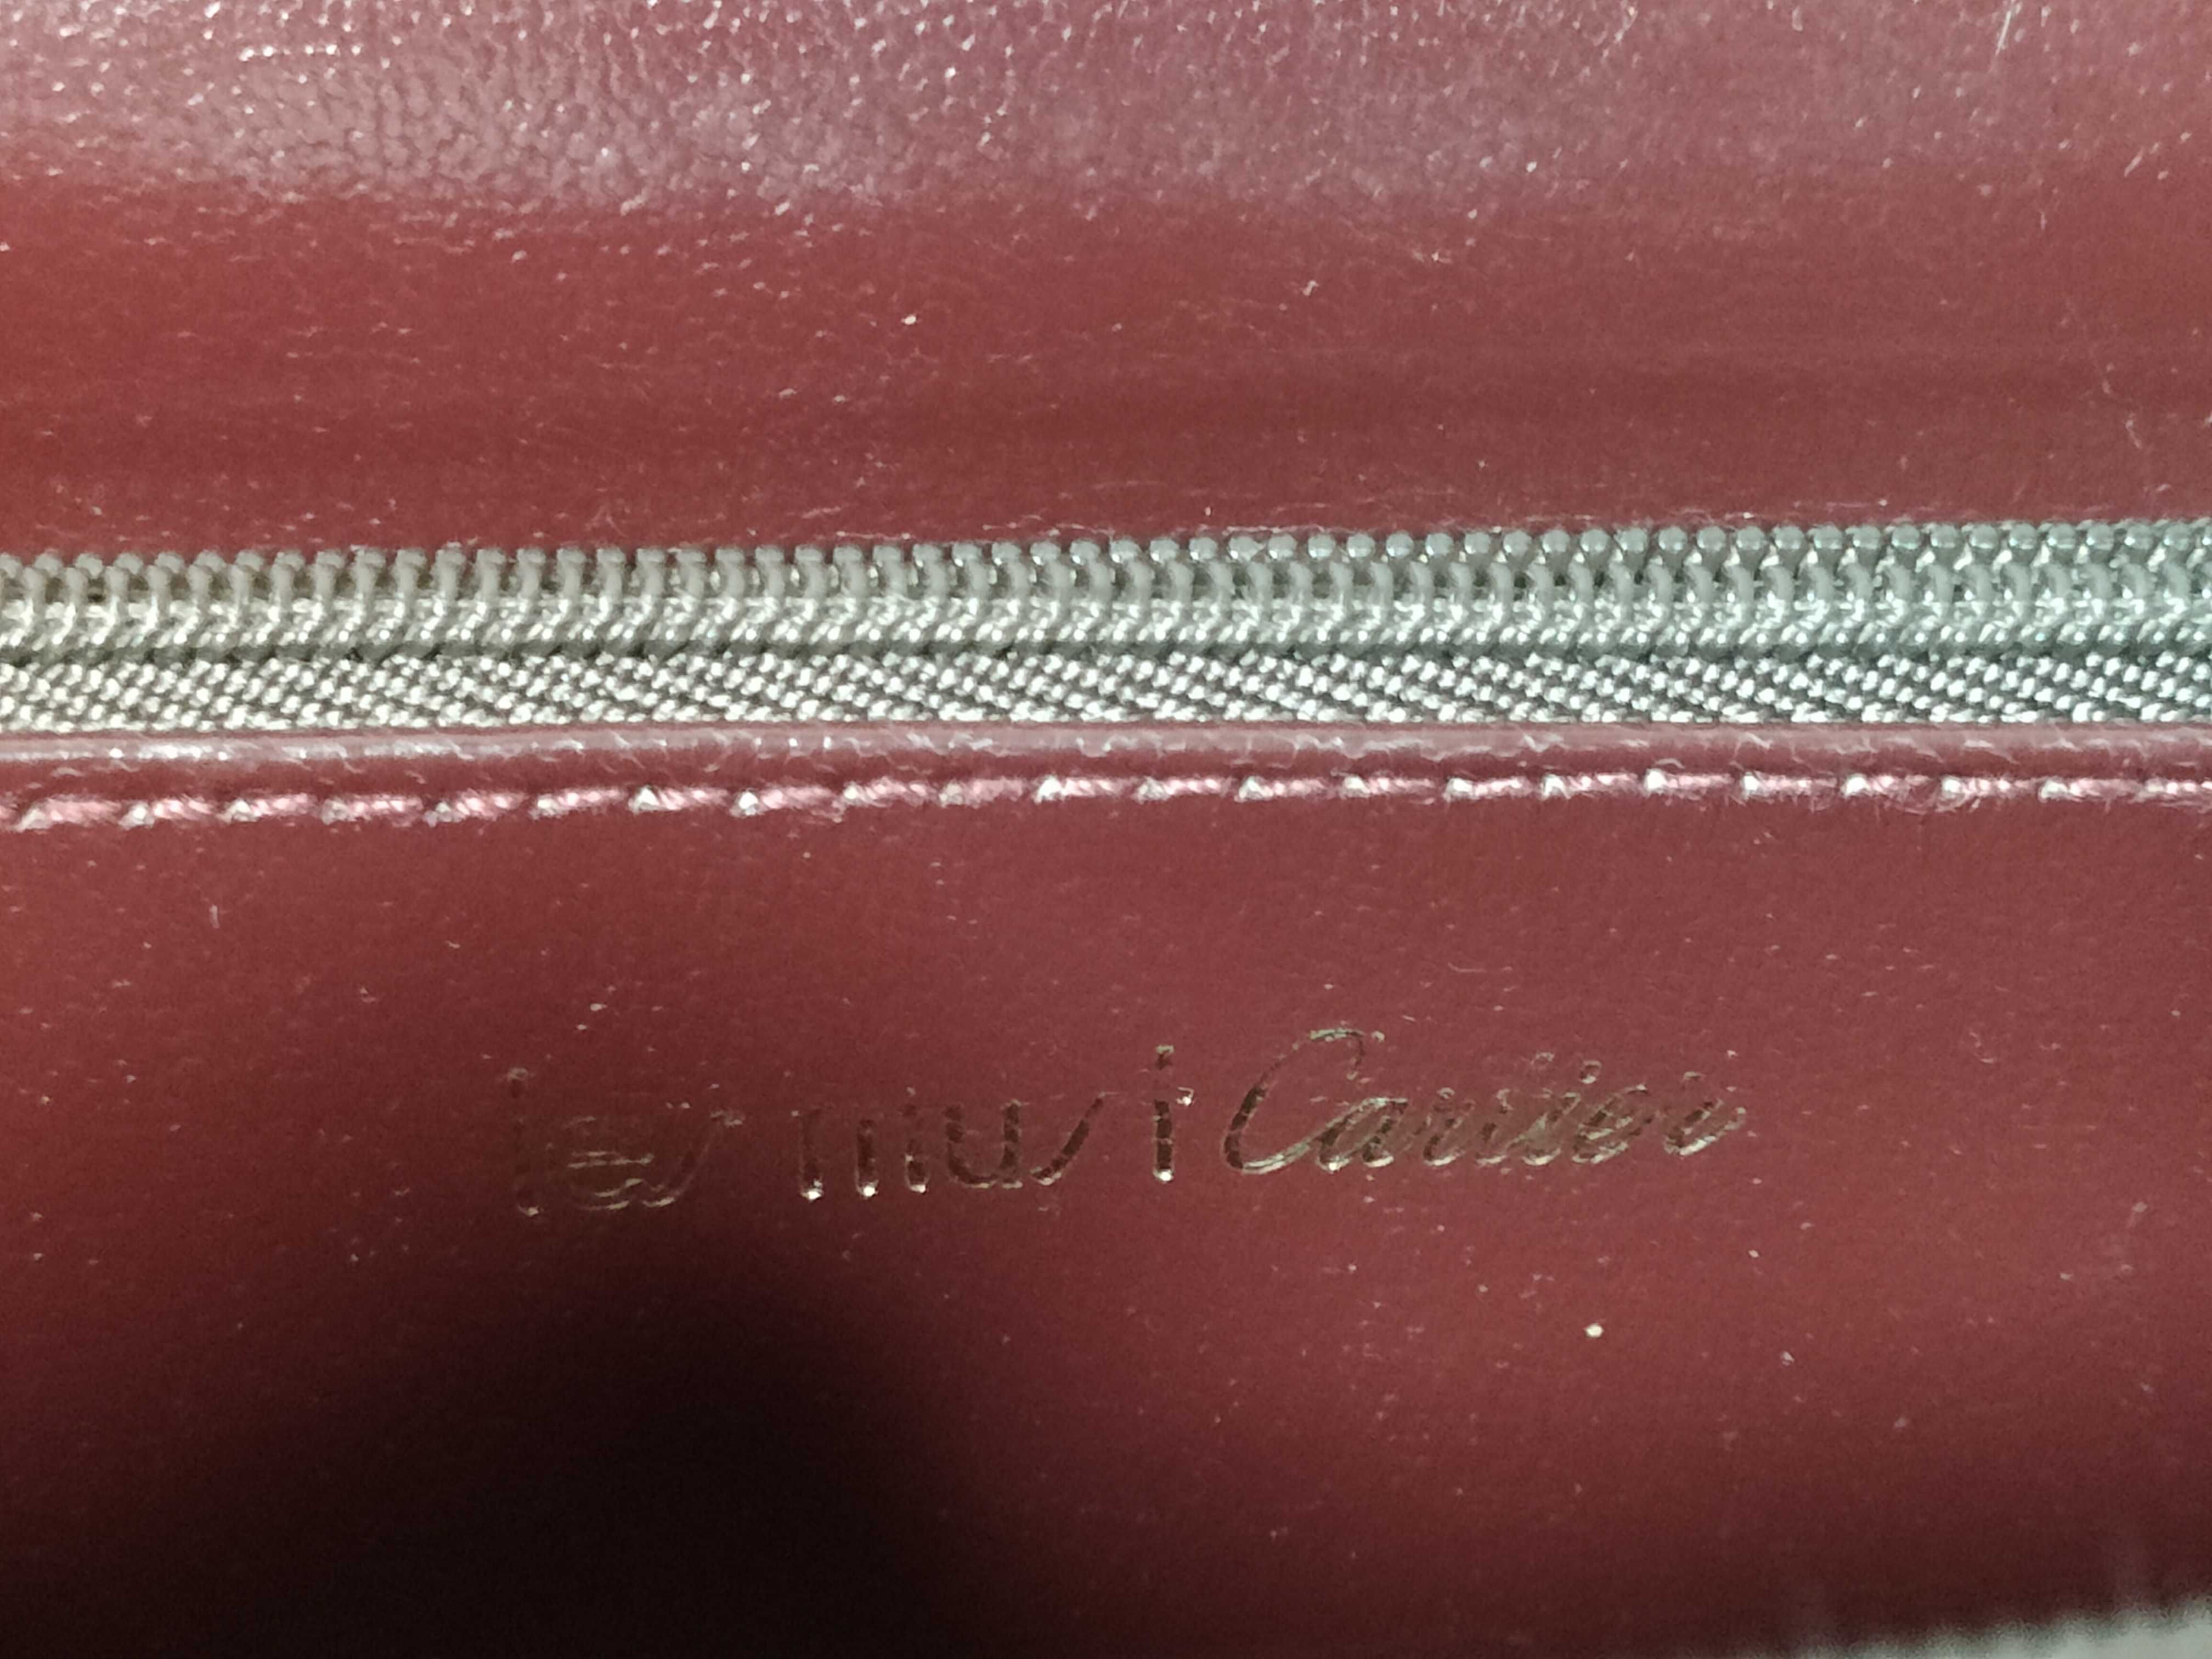 les must Cartier